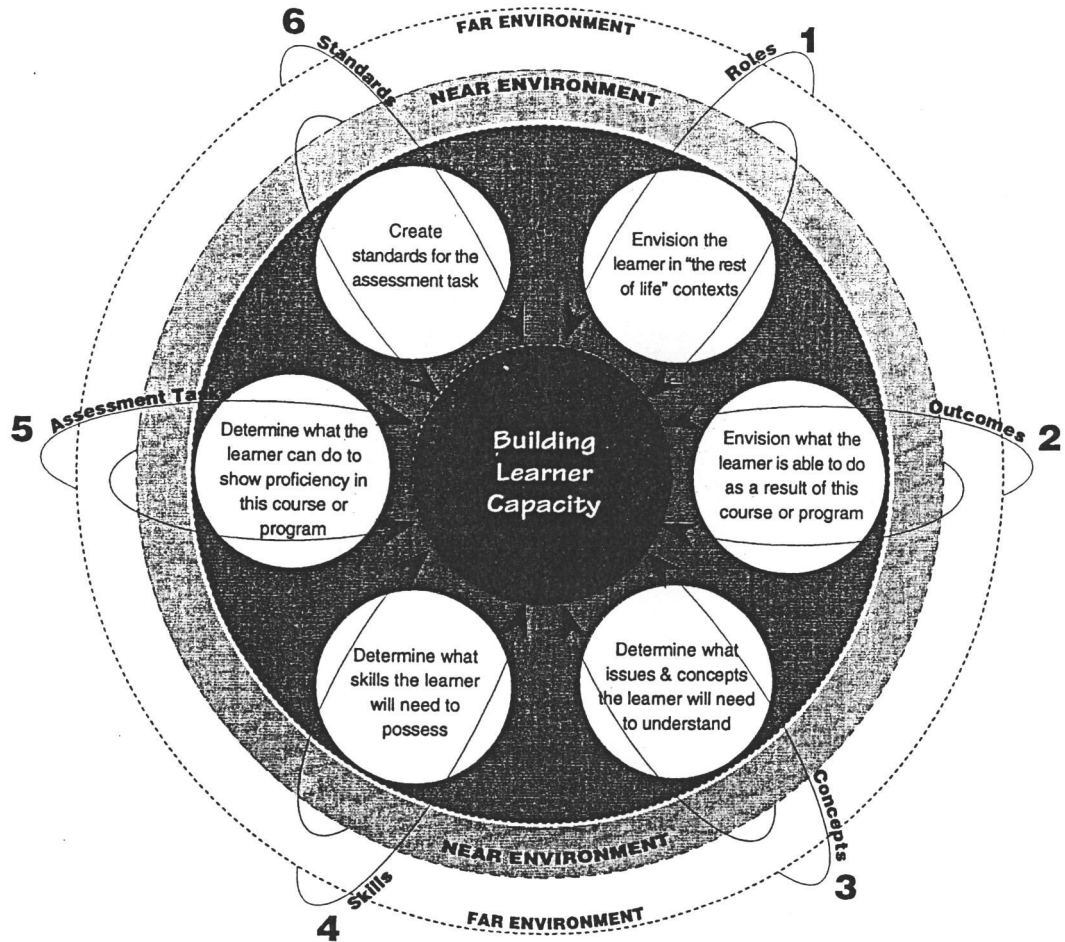 FAR ENVIRONMENT
NEAR ENVIRONMENT
6
Standards
1
Roles
Create
standards for the
assessment task
Envision the
learner in "the rest
of life" contexts
5
Assessment Task
Determine what the
learner can do to
show proficiency in
this course or
program
Building
Learner
Capacity
Outcomes
2
Envision what the
learner is able to do
as a result of this
course or program
Determine what
skills the learner
will need to
possess
Determine what
issues & concepts
the learner will need
to understand
4
Skills
Concepts
3
NEAR ENVIRONMENT
FAR ENVIRONMENT